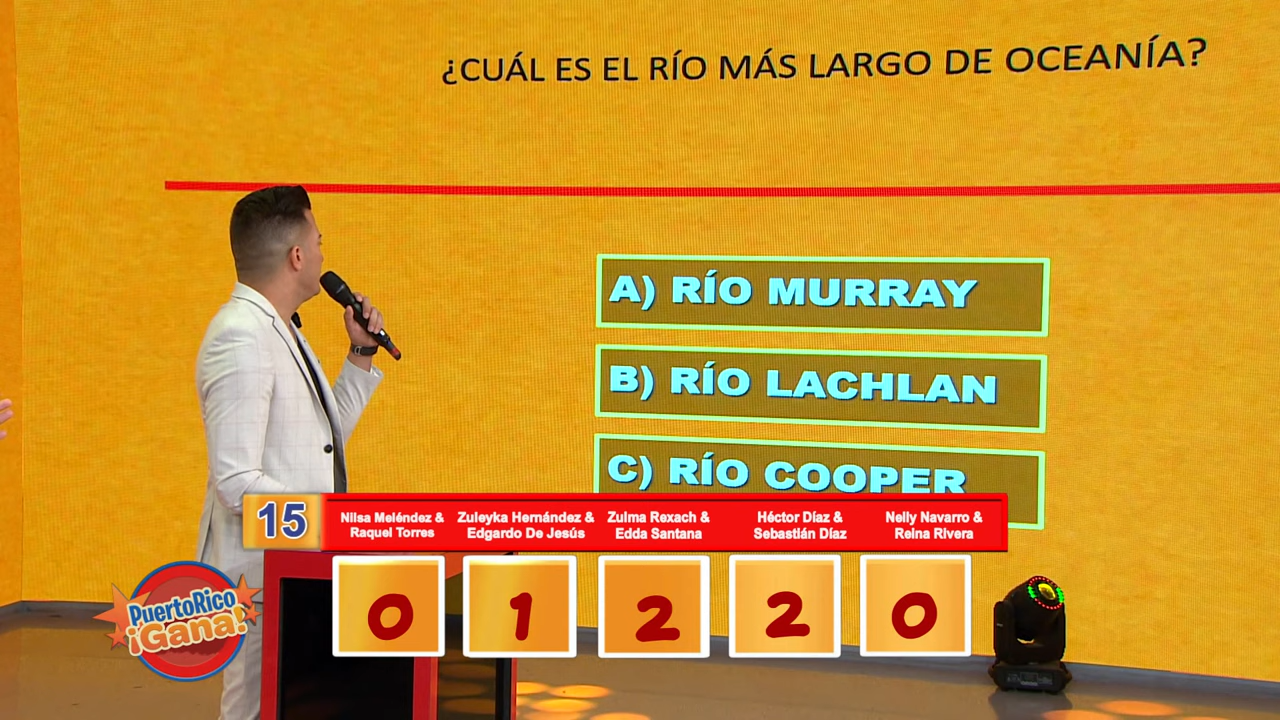 ¿CUÁL ES EL RÍO MÁS LARGO DE OCEANÍA?
A) RÍO MURRAY
B) RÍO LACHLAN
C) RÍO COOPER
15
Nilsa Meléndez &
Raquel Torres
Zuleyka Hernández &
Edgardo De Jesús
Zulma Rexach &
Edda Santana
Héctor Díaz &
Sebastián Díaz
Nelly Navarro &
Reina Rivera
0 1 2 2 0
PuertoRico
¡Gana!